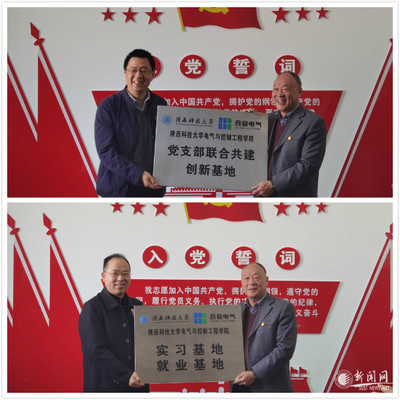 入党誓词
加入中国共产党，拥护党的纲
陕西科技大学
陕西科技大学电气与控制工程学院
党支部联合共建
创新基地
入党誓词
我志愿加入中国共产党，拥护党的纲领，遵守党的
履行党员义务，执行党的
的纪律，
陕西科技大学
陕西科技大学电气与控制工程学院
实习基地
就业基地
新闻网